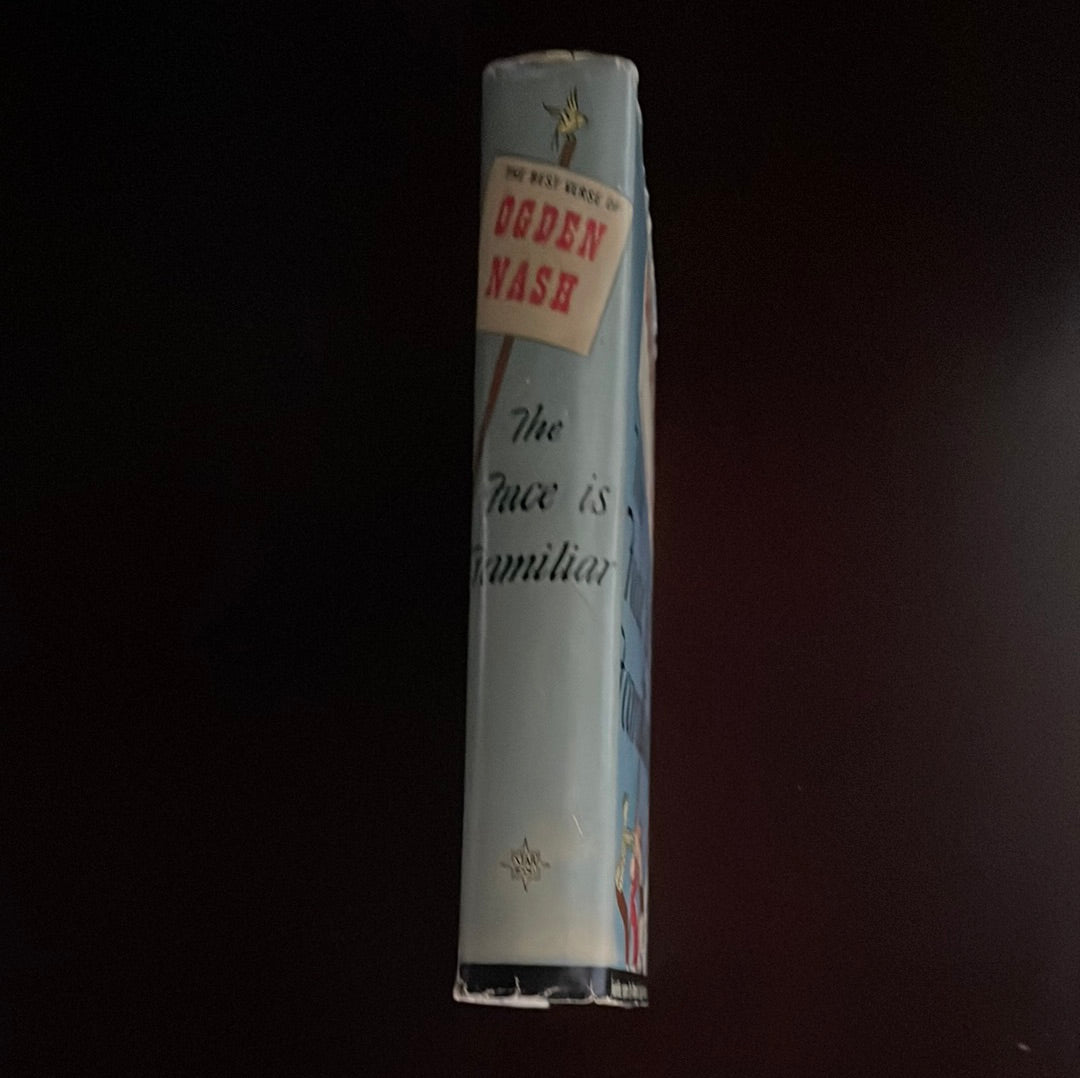 THE BEST VERSE OF
OGDEN
NASH
The
Face is
Familiar